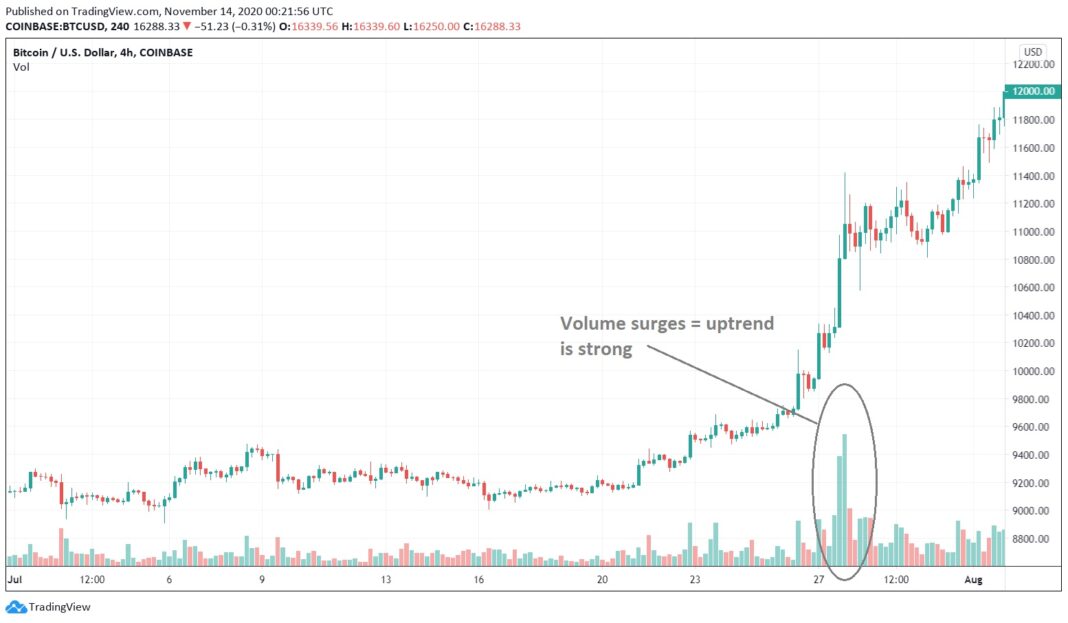 Published on TradingView.com, November 14, 2020 00:21:56 UTC
COINBASE:BTCUSD, 240 16288.33 ▼ −51.23 (−0.31%) O:16339.56 H:16339.60 L:16250.00 C:16288.33
Bitcoin / U.S. Dollar, 4h, COINBASE
Vol
USD
12200.00
12000.00
11800.00
11600.00
11400.00
11200.00
11000.00
10800.00
10600.00
10400.00
10200.00
10000.00
9800.00
9600.00
9400.00
9200.00
9000.00
8800.00
Volume surges = uptrend
is strong
Jul 12:00 6 9 13 16 20 23 27 12:00 Aug
TradingView